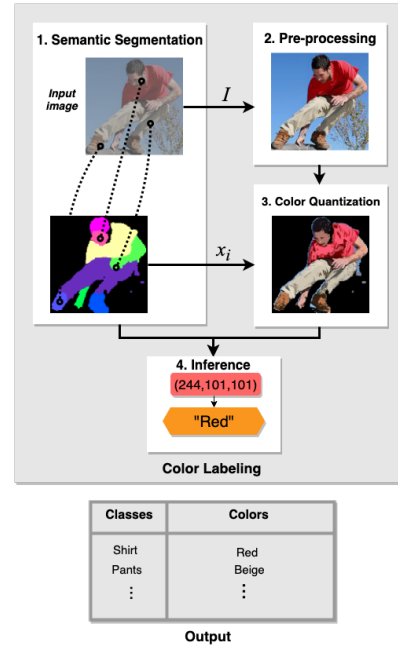 1. Semantic Segmentation
Input
image
I
2. Pre-processing
3. Color Quantization
x_i
4. Inference
(244,101,101)
"Red"
Color Labeling
Classes Colors
Shirt Red
Pants Beige
⋮ ⋮
Output